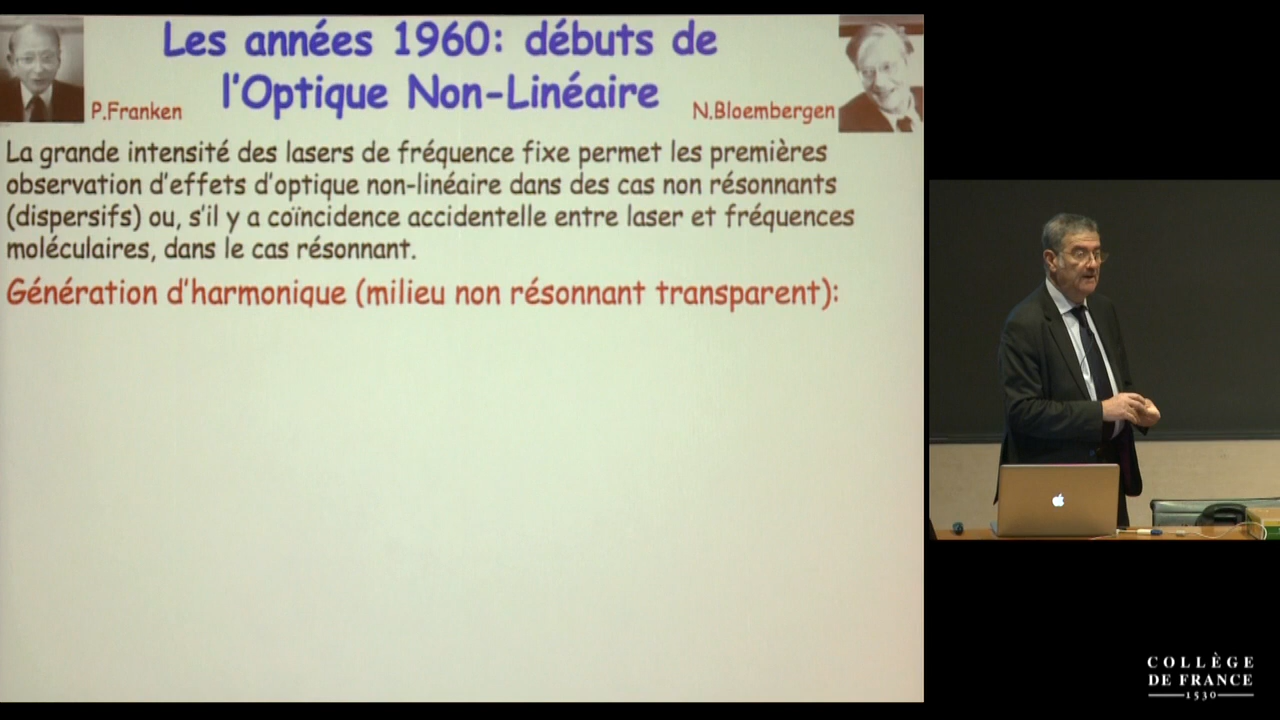 Les années 1960: débuts de
l'Optique Non-Linéaire
P.Franken
N.Bloembergen
La grande intensité des lasers de fréquence fixe permet les premières
observation d'effets d'optique non-linéaire dans des cas non résonnants
(dispersifs) ou, s'il y a coïncidence accidentelle entre laser et fréquences
moléculaires, dans le cas résonnant.
Génération d'harmonique (milieu non résonnant transparent):
COLLÈGE
DE FRANCE
1530